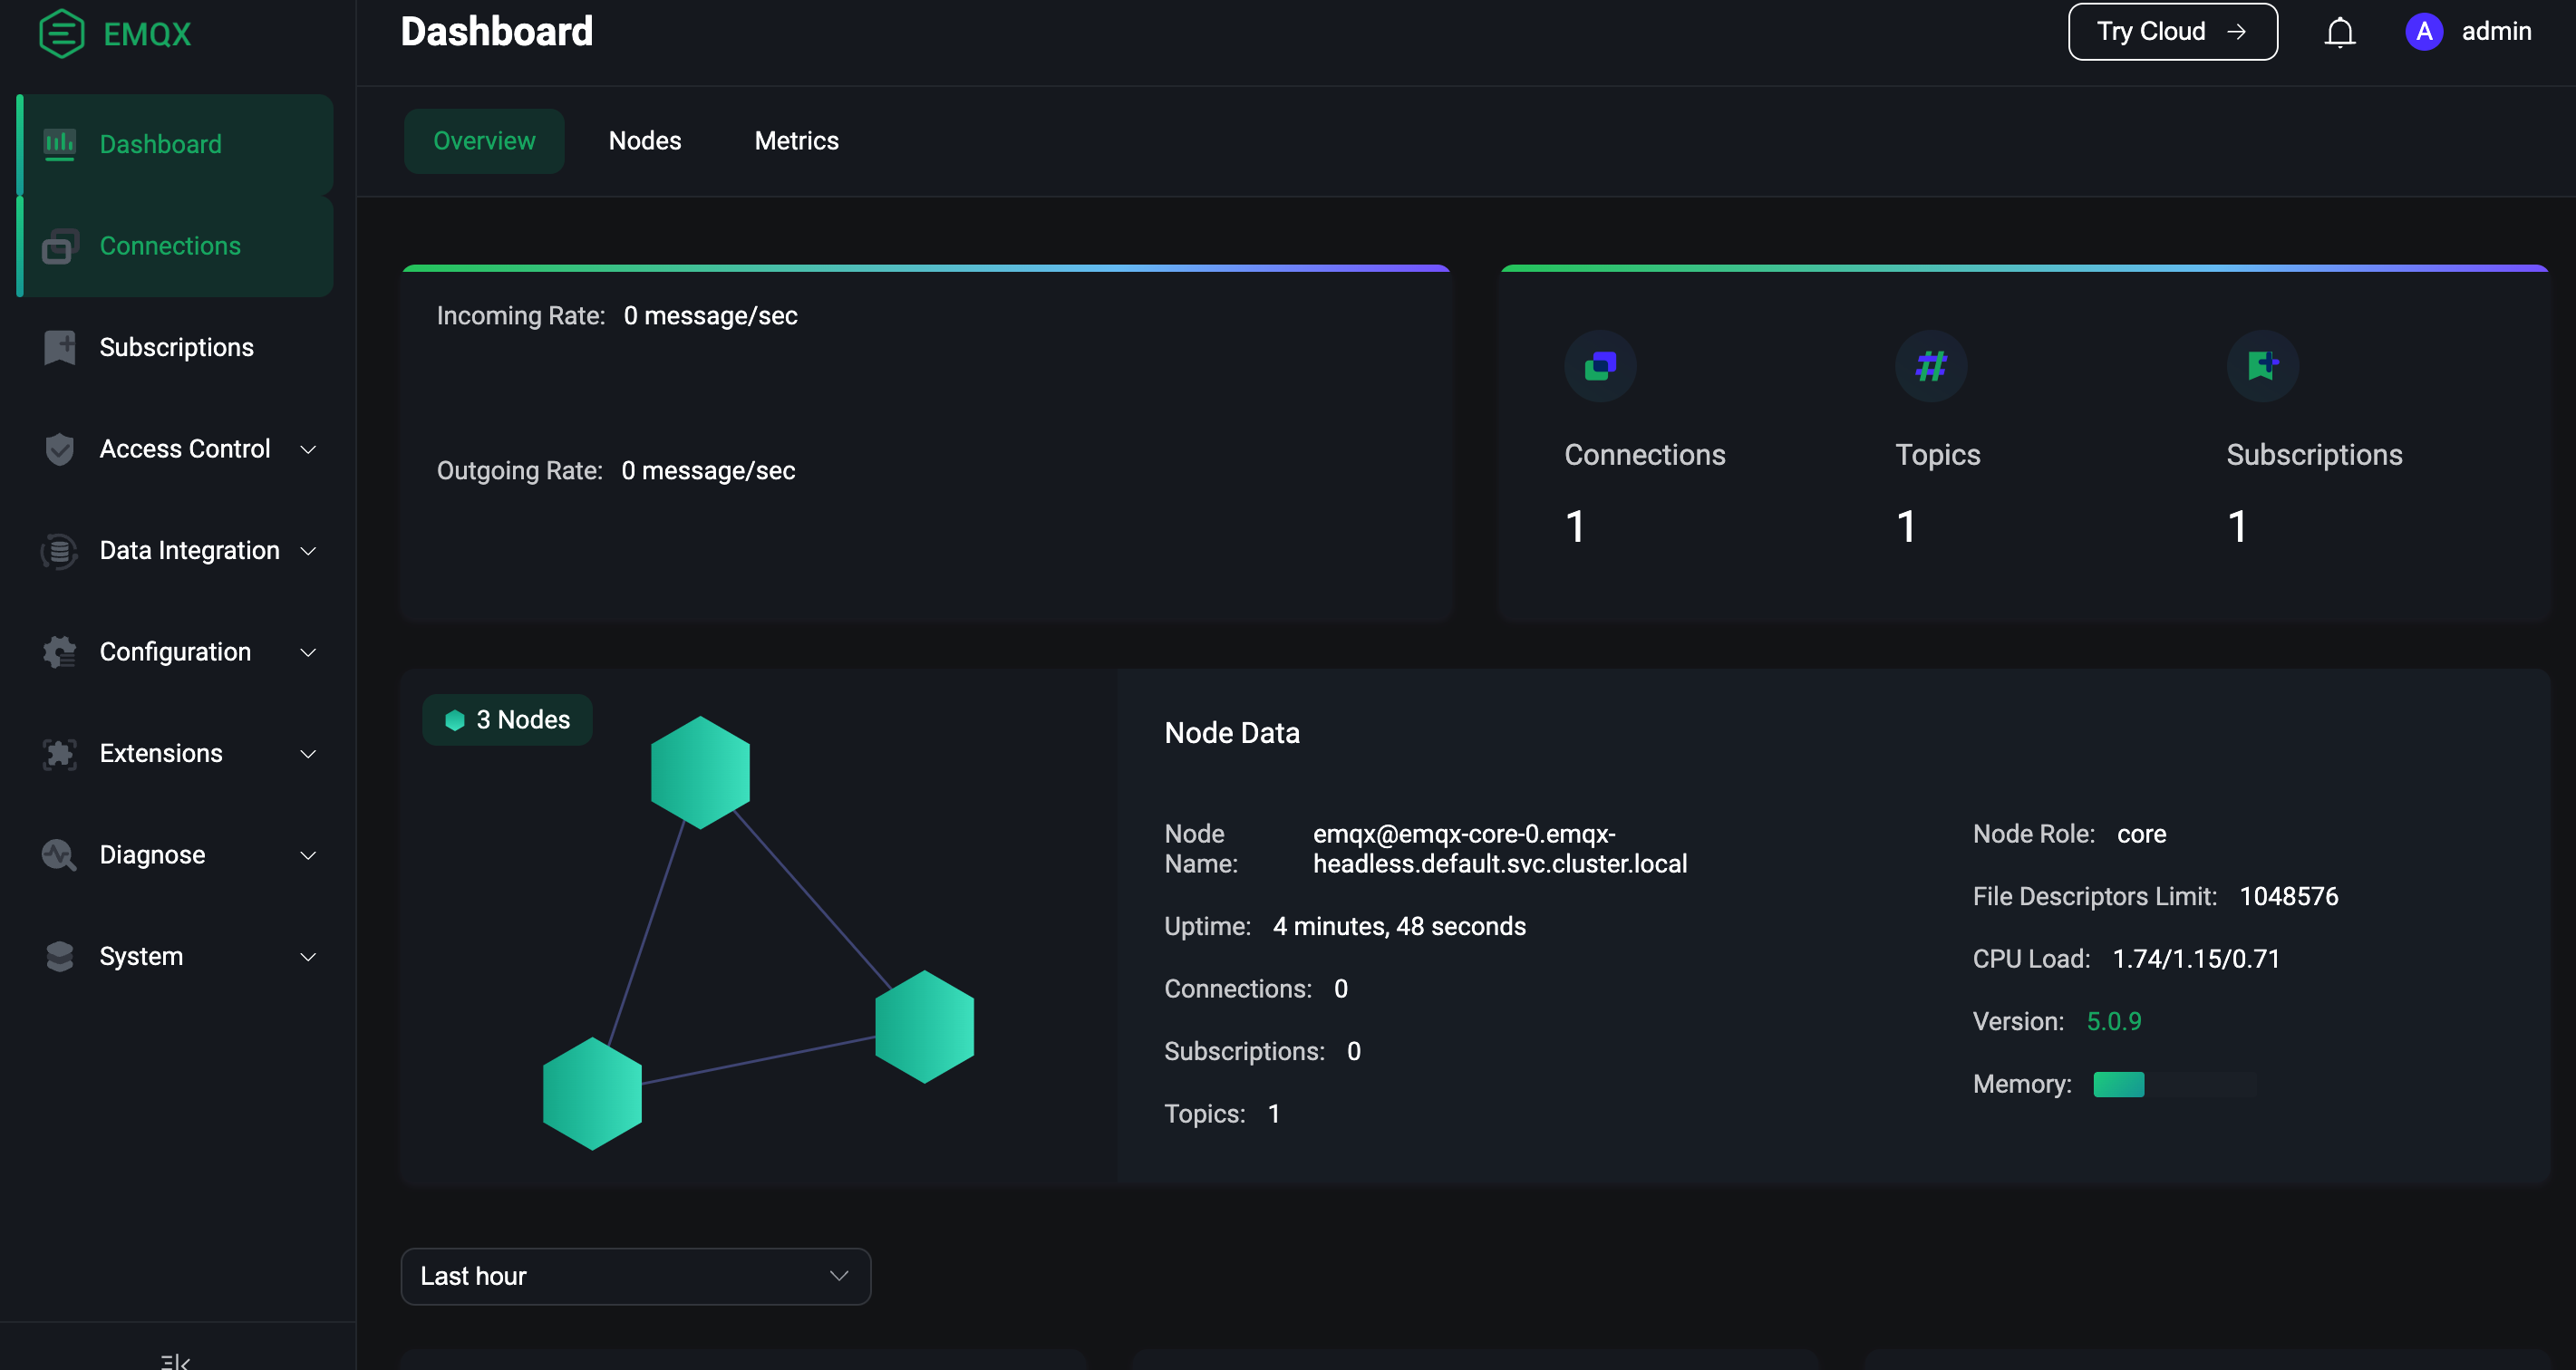 EMQX
Dashboard
Try Cloud
A
admin
Dashboard
Connections
Subscriptions
Access Control
Data Integration
Configuration
Extensions
Diagnose
System
Overview
Nodes
Metrics
Incoming Rate: 0 message/sec
Outgoing Rate: 0 message/sec
Connections
1
Topics
1
Subscriptions
1
3 Nodes
Node Data
Node Name: emqx@emqx-core-0.emqx-
headless.default.svc.cluster.local
Uptime: 4 minutes, 48 seconds
Connections: 0
Subscriptions: 0
Topics: 1
Node Role: core
File Descriptors Limit: 1048576
CPU Load: 1.74/1.15/0.71
Version: 5.0.9
Memory:
Last hour